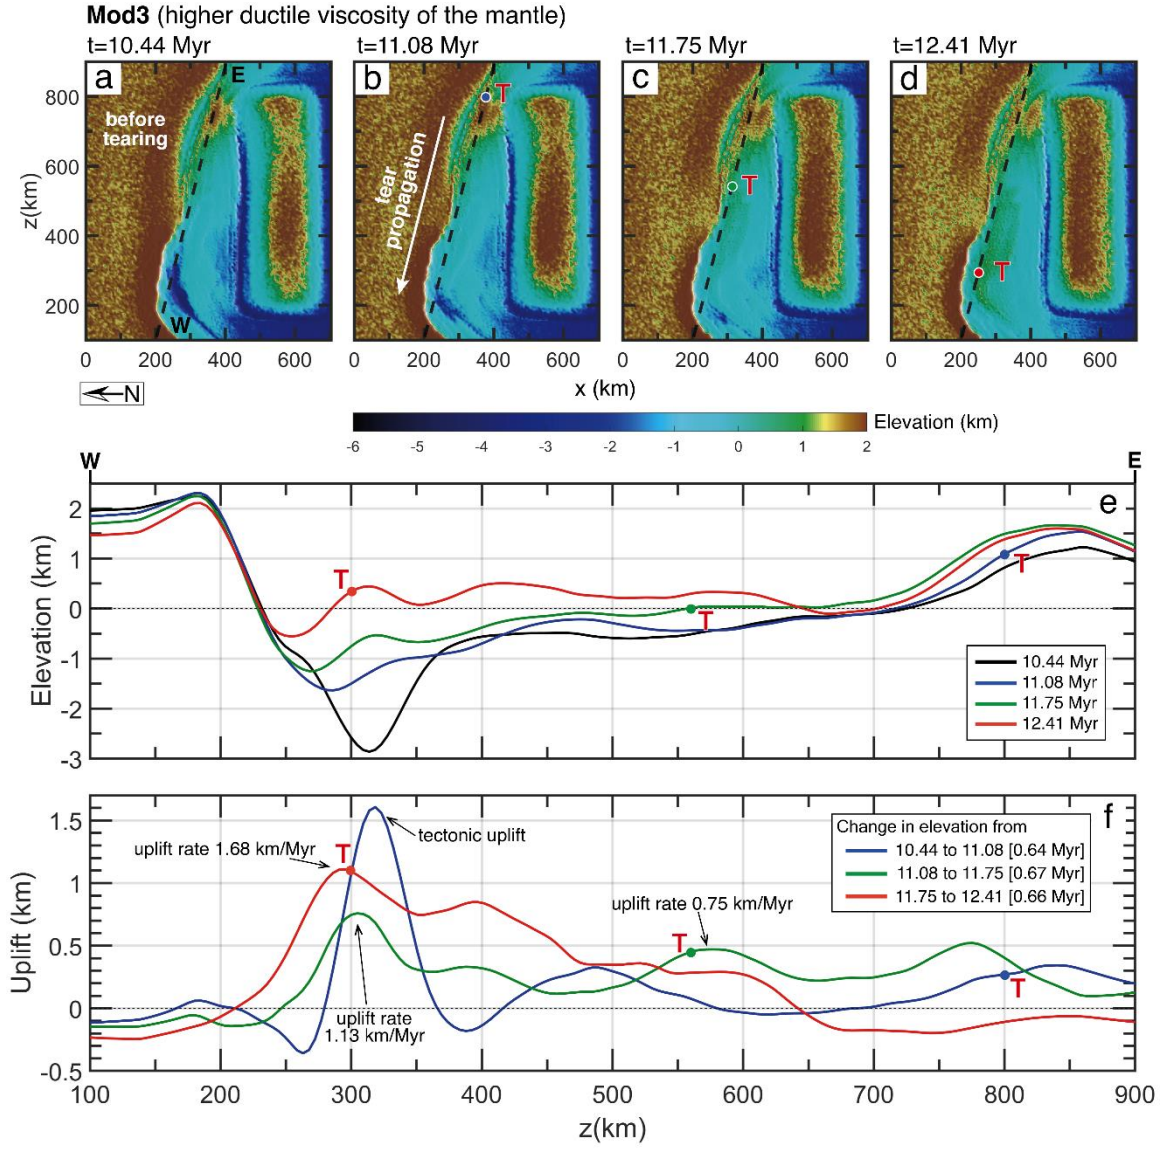 Mod3 (higher ductile viscosity of the mantle)
t=10.44 Myr
t=11.08 Myr
t=11.75 Myr
t=12.41 Myr
a
b
c
d
E
before
tearing
W
T
tear
propagation
T
T
z(km)
800
600
400
200
0 200 400 600
0 200 400 600
0 200 400 600
0 200 400 600
N
x (km)
Elevation (km)
-6 -5 -4 -3 -2 -1 0 1 2
W
E
e
Elevation (km)
2
1
0
-1
-2
-3
T
T
T
10.44 Myr
11.08 Myr
11.75 Myr
12.41 Myr
f
Uplift (km)
1.5
1
0.5
0
-0.5
uplift rate 1.68 km/Myr
T
tectonic uplift
uplift rate
1.13 km/Myr
uplift rate 0.75 km/Myr
T
T
Change in elevation from
10.44 to 11.08 [0.64 Myr]
11.08 to 11.75 [0.67 Myr]
11.75 to 12.41 [0.66 Myr]
100 200 300 400 500 600 700 800 900
z(km)